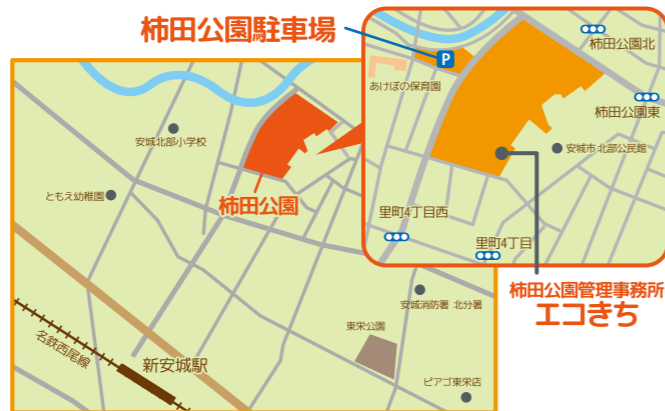 柿田公園駐車場
P
柿田公園北
あけぼの保育園
柿田公園東
安城北部小学校
安城市 北部公民館
ともえ幼稚園
柿田公園
里町4丁目西
里町4丁目
柿田公園管理事務所
エコきち
安城消防署 北分署
東栄公園
名鉄西尾線
新安城駅
ピアゴ東栄店